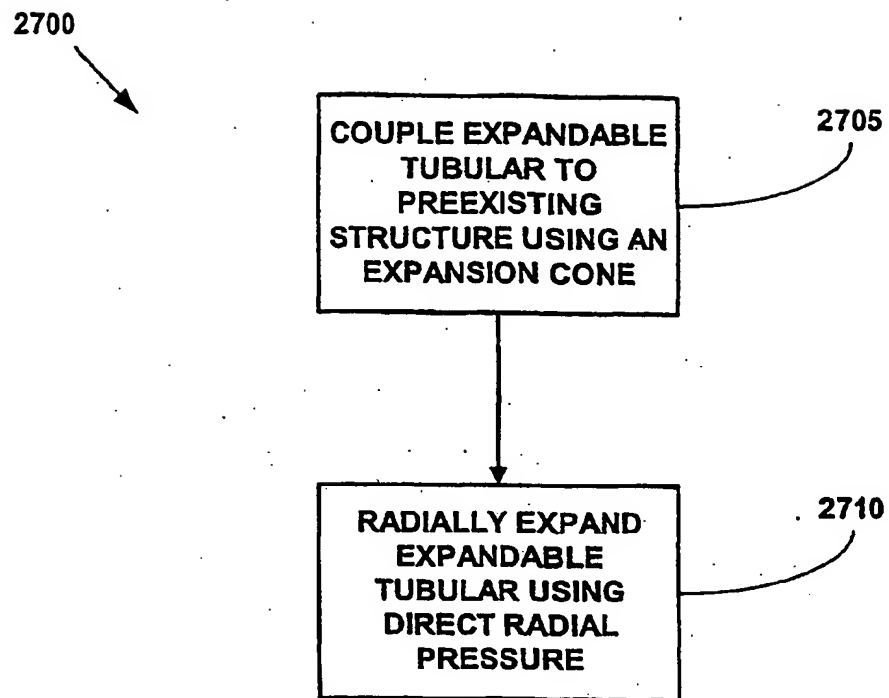 2700
COUPLE EXPANDABLE
TUBULAR TO
PREEXISTING
STRUCTURE USING AN
EXPANSION CONE
2705
RADIALLY EXPAND
EXPANDABLE
TUBULAR USING
DIRECT RADIAL
PRESSURE
2710